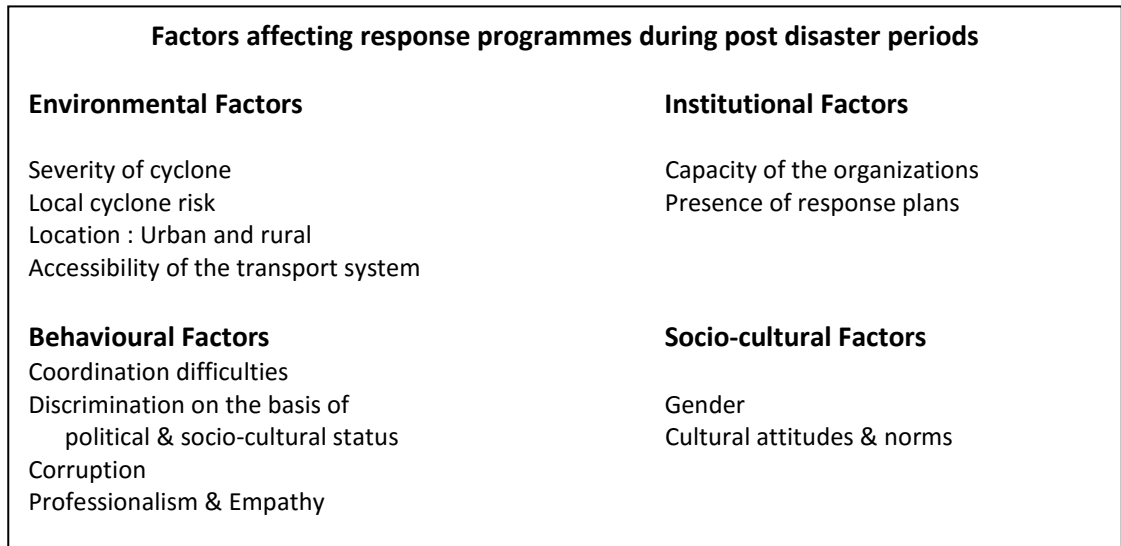 Factors affecting response programmes during post disaster periods
Environmental Factors
Severity of cyclone
Local cyclone risk
Location : Urban and rural
Accessibility of the transport system
Institutional Factors
Capacity of the organizations
Presence of response plans
Behavioural Factors
Coordination difficulties
Discrimination on the basis of
political & socio-cultural status
Corruption
Professionalism & Empathy
Socio-cultural Factors
Gender
Cultural attitudes & norms